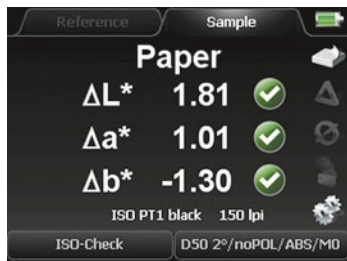 Reference Sample
Paper
ΔL* 1.81
Δa* 1.01
Δb* -1.30
ISO PT1 black 150 lpi
ISO-Check D50 2°/noPOL/ABS/M0